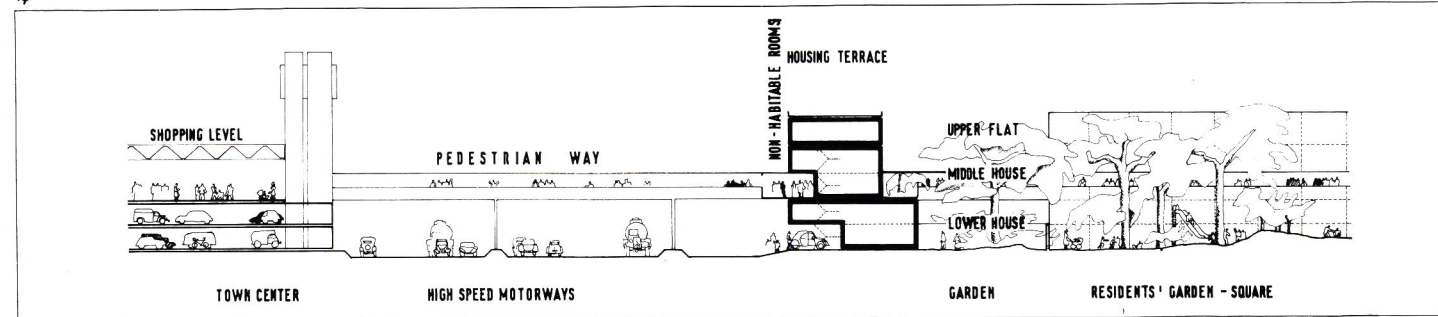 NON-HABITABLE ROOMS
HOUSING TERRACE
SHOPPING LEVEL
UPPER FLAT
PEDESTRIAN WAY
MIDDLE HOUSE
LOWER HOUSE
TOWN CENTER
HIGH SPEED MOTORWAYS
GARDEN
RESIDENTS' GARDEN - SQUARE